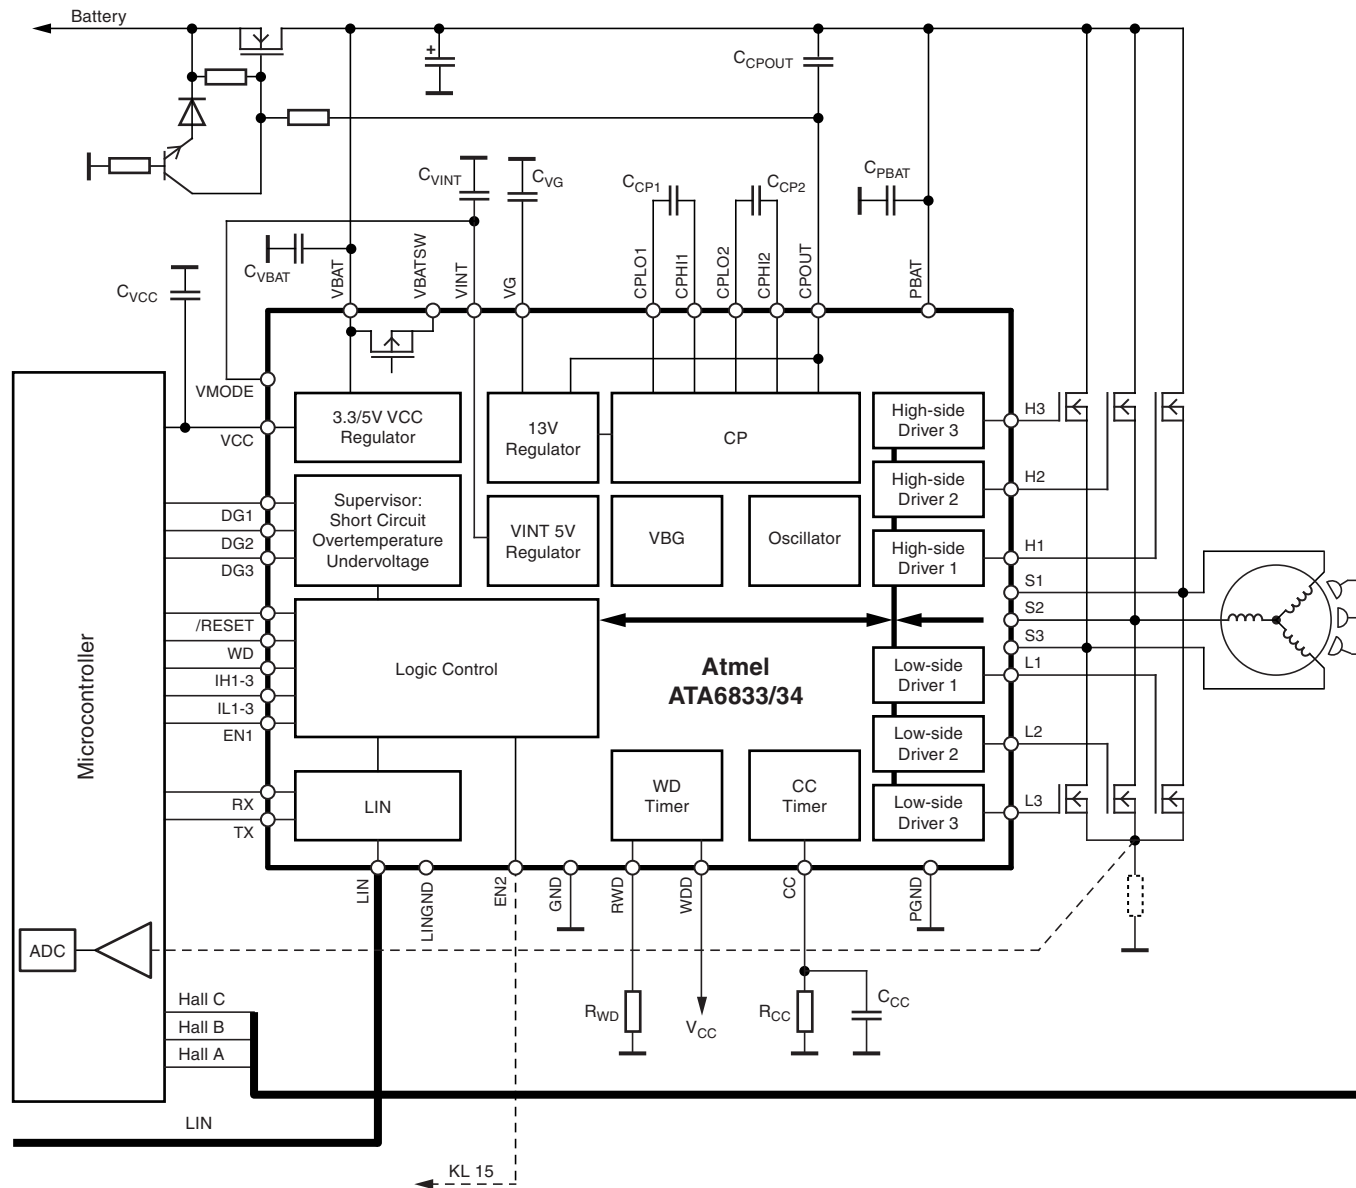 Battery
+
CCPOUT
CVINT
CVG
CCP1
CCP2
CPBAT
CVBAT
CVCC
VBAT
VBATSW
VINT
VG
CPLO1
CPHI1
CPLO2
CPHI2
CPOUT
PBAT
VMODE
VCC
DG1
DG2
DG3
/RESET
WD
IH1-3
IL1-3
EN1
RX
TX
Microcontroller
ADC
Hall C
Hall B
Hall A
LIN
3.3/5V VCC
Regulator
13V
Regulator
CP
Supervisor:
Short Circuit
Overtemperature
Undervoltage
VINT 5V
Regulator
VBG
Oscillator
High-side
Driver 3
High-side
Driver 2
High-side
Driver 1
Logic Control
Atmel
ATA6833/34
Low-side
Driver 1
Low-side
Driver 2
Low-side
Driver 3
LIN
WD
Timer
CC
Timer
H3
H2
H1
S1
S2
S3
L1
L2
L3
LIN
LINGND
EN2
GND
RWD
WDD
CC
PGND
RWD
VCC
RCC
CCC
KL 15